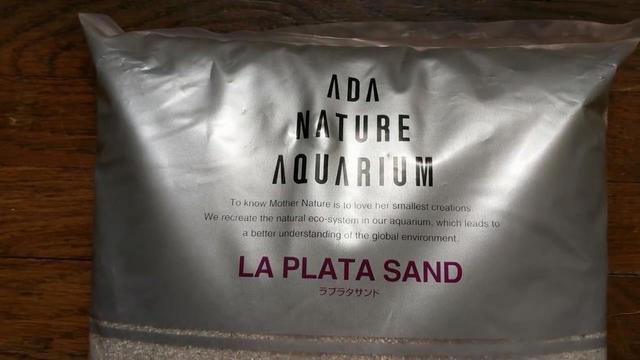 ADA
NATURE
AQUARIUM
To know Mother Nature is to love her smallest creations.
We recreate the natural eco-system in our aquarium, which leads to
a better understanding of the global environment.
LA PLATA SAND
ラプラタサンド